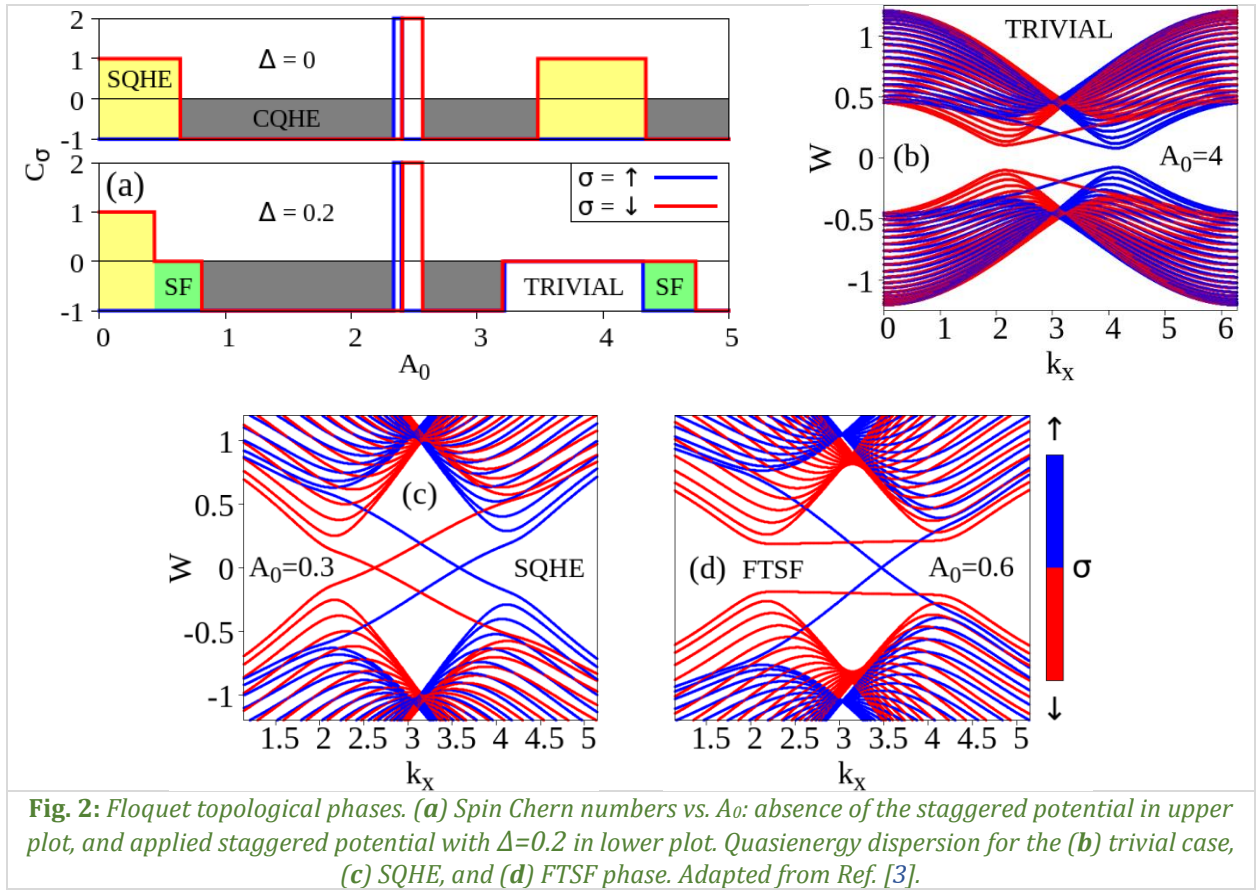 2
1
0
-1
SQHE
Δ = 0
CQHE
C_σ
2
1
0
-1
(a)
Δ = 0.2
σ = ↑
σ = ↓
SF
TRIVIAL
SF
0 1 2 3 4 5
A₀
TRIVIAL
1
0.5
0
-0.5
-1
W
(b)
A₀=4
0 1 2 3 4 5 6
kₓ
1
0.5
0
-0.5
-1
W
(c)
A₀=0.3
SQHE
1.5 2 2.5 3 3.5 4 4.5 5
kₓ
(d)
FTSF
A₀=0.6
1.5 2 2.5 3 3.5 4 4.5 5
kₓ
↑
σ
↓
Fig. 2: Floquet topological phases. (a) Spin Chern numbers vs. A₀: absence of the staggered potential in upper
plot, and applied staggered potential with Δ=0.2 in lower plot. Quasienergy dispersion for the (b) trivial case,
(c) SQHE, and (d) FTSF phase. Adapted from Ref. [3].